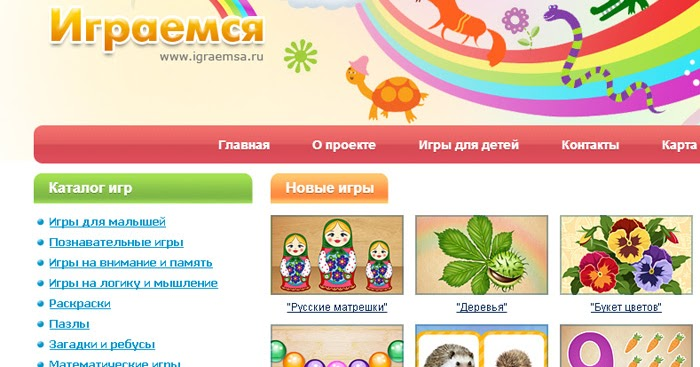 Играемся
www.igraemsa.ru
Главная О проекте Игры для детей Контакты Карта
Каталог игр
Игры для малышей
Познавательные игры
Игры на внимание и память
Игры на логику и мышление
Раскраски
Пазлы
Загадки и ребусы
Математические игры
Новые игры
"Русские матрешки" "Деревья" "Букет цветов"
9